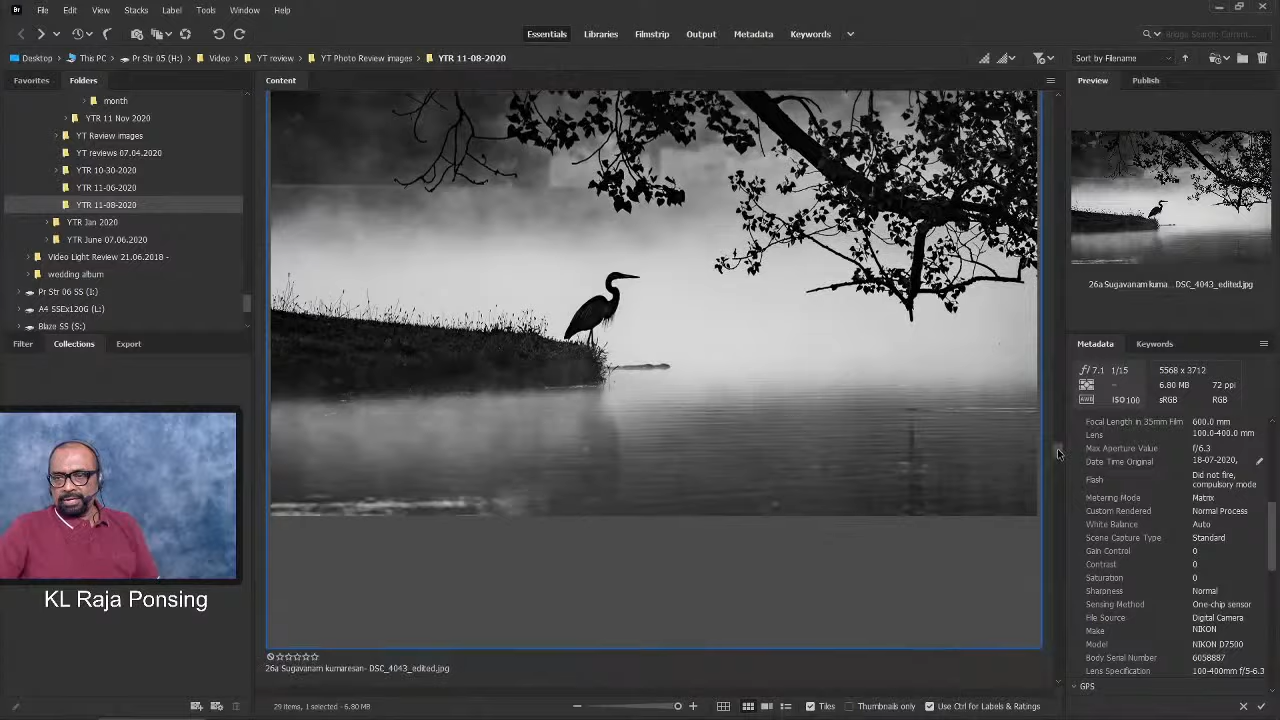 Br File Edit View Stacks Label Tools Window Help
Essentials Libraries Filmstrip Output Metadata Keywords
Desktop > This PC > Pr Str 05 (H:) > Video > YT review > YT Photo Review images > YTR 11-08-2020
Sort by Filename
Favorites Folders
Content
Preview Publish
month
YTR 11 Nov 2020
YT Review images
YT reviews 07.04.2020
YTR 10-30-2020
YTR 11-06-2020
YTR 11-08-2020
YTR Jan 2020
YTR June 07.06.2020
Video Light Review 21.06.2018 -
wedding album
Pr Str 06 SS (I:)
A4 SSEx120G (L:)
Blaze SS (S:)
Filter Collections Export
KL Raja Ponsing
26a Sugavanam kumaresan- DSC_4043_edited.jpg
29 items, 1 selected - 6.80 MB
Tiles Thumbnails only Use Ctrl for Labels & Ratings
26a Sugavanam kuma... DSC_4043_edited.jpg
Metadata Keywords
f/ 7.1 1/15
5568 x 3712
--
6.80 MB 72 ppi
AWB ISO100
sRGB RGB
Focal Length in 35mm Film 600.0 mm
Lens 100.0-400.0 mm
Max Aperture Value f/6.3
Date Time Original 18-07-2020,
Flash Did not fire, compulsory mode
Metering Mode Matrix
Custom Rendered Normal Process
White Balance Auto
Scene Capture Type Standard
Gain Control 0
Contrast 0
Saturation 0
Sharpness Normal
Sensing Method One-chip sensor
File Source Digital Camera
Make NIKON
Model NIKON D7500
Body Serial Number 6058887
Lens Specification 100-400mm f/5-6.3
GPS